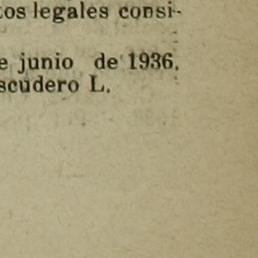 tos legales consi-
e junio de 1936.
scudero L.